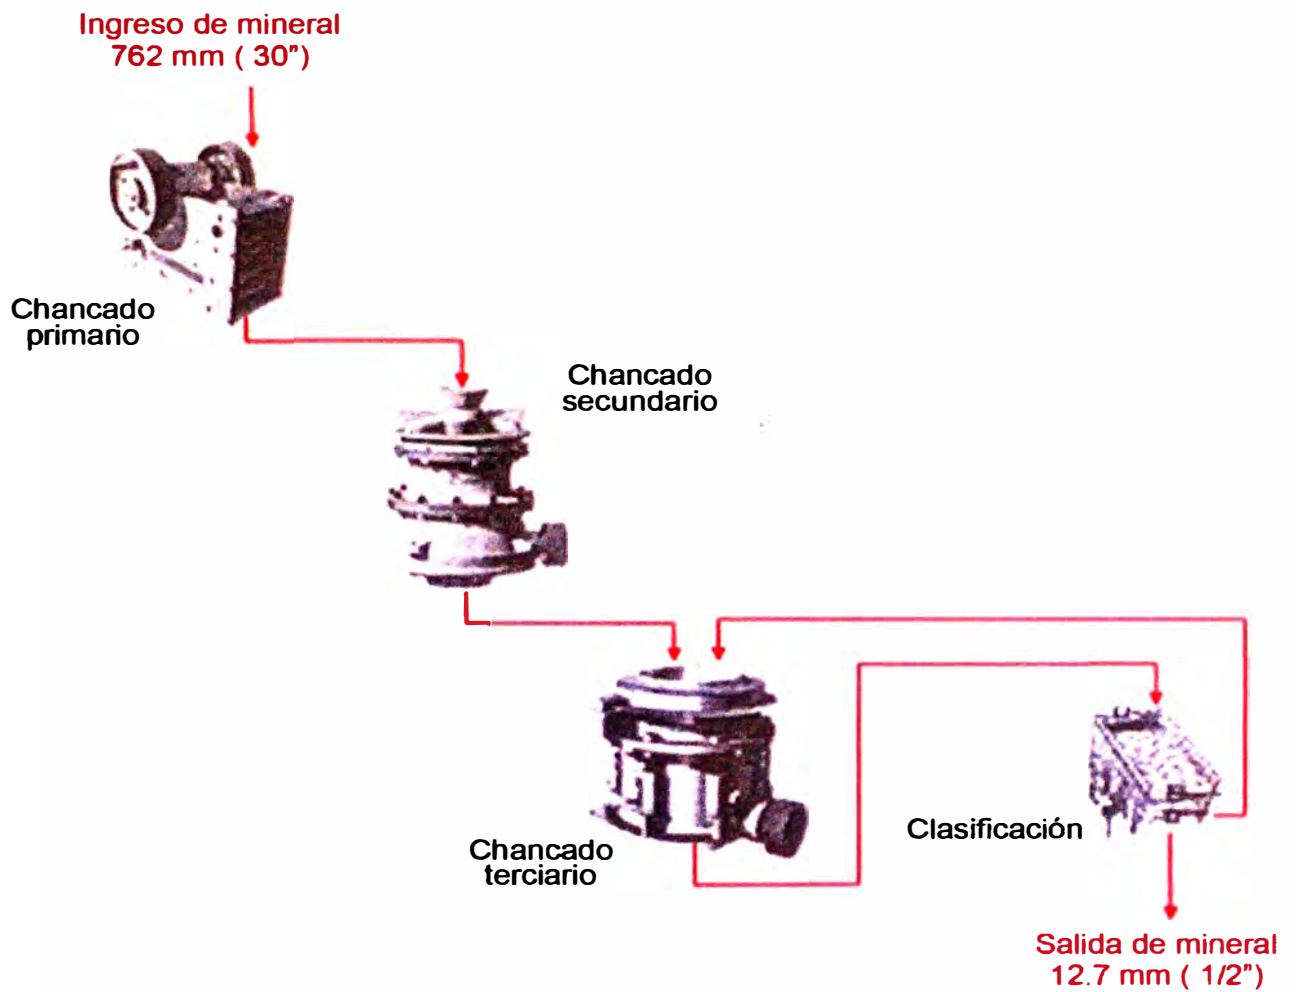 Ingreso de mineral
762 mm ( 30")
Chancado
primario
Chancado
secundario
Chancado
terciario
Clasificación
Salida de mineral
12.7 mm ( 1/2")